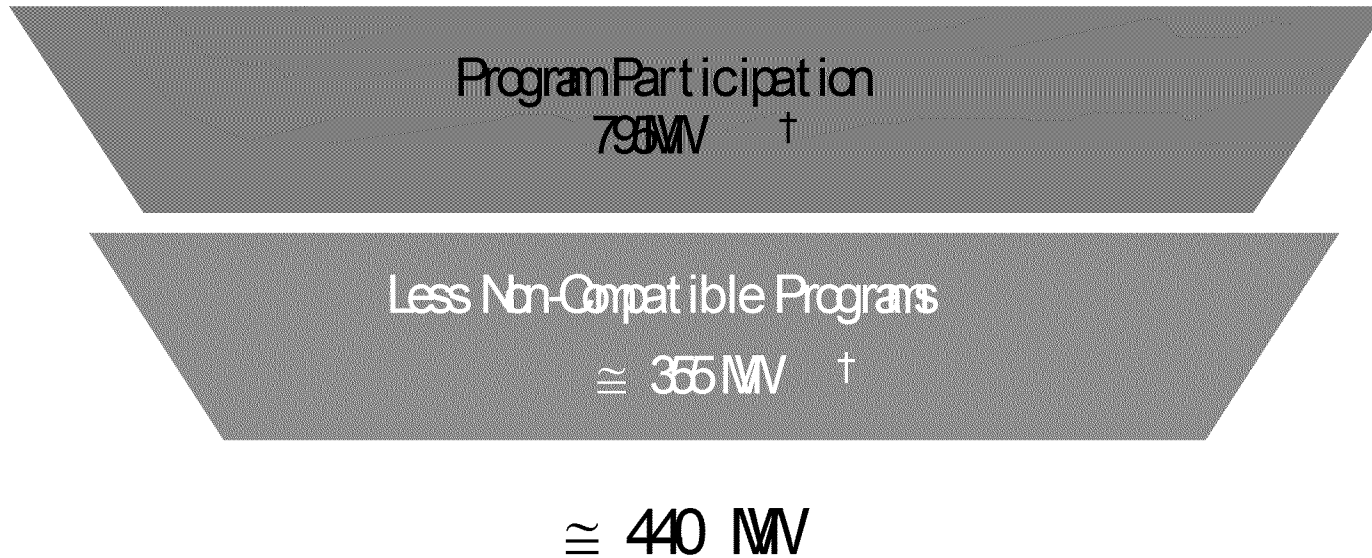 Program Participation
795 MW †
Less Non-Compatible Programs
≅ 355 MW †
≅ 440 MW